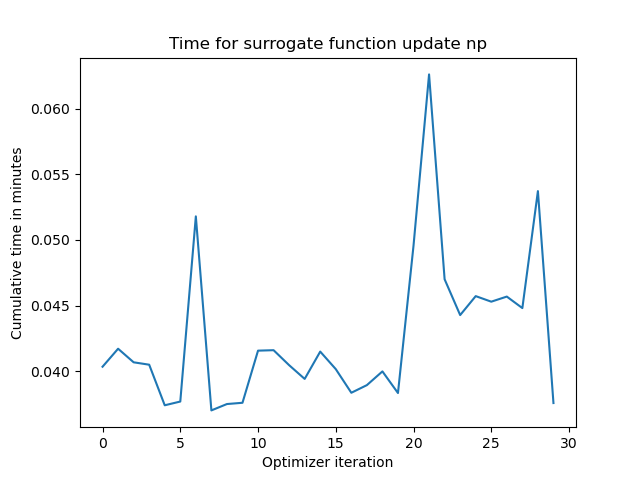 Time for surrogate function update np
Cumulative time in minutes
0.060
0.055
0.050
0.045
0.040
0 5 10 15 20 25 30
Optimizer iteration